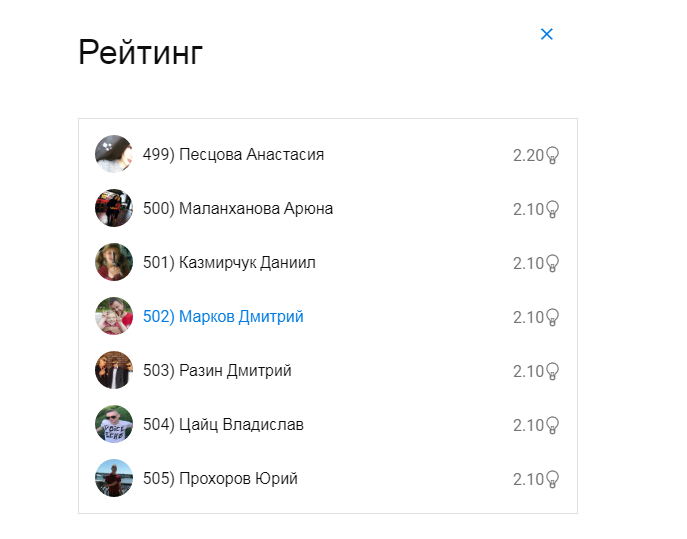 Рейтинг
499) Песцова Анастасия 2.20
500) Маланханова Арюна 2.10
501) Казмирчук Даниил 2.10
502) Марков Дмитрий 2.10
503) Разин Дмитрий 2.10
504) Цайц Владислав 2.10
505) Прохоров Юрий 2.10